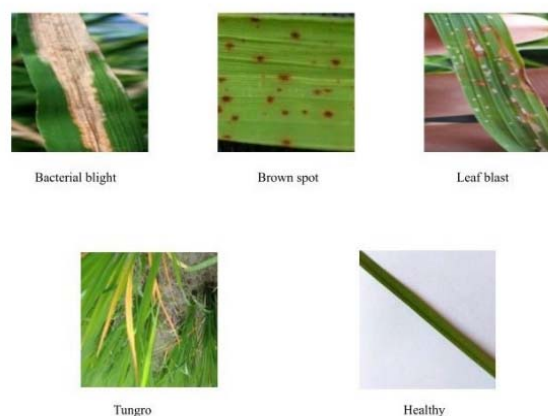 Bacterial blight
Brown spot
Leaf blast
Tungro
Healthy